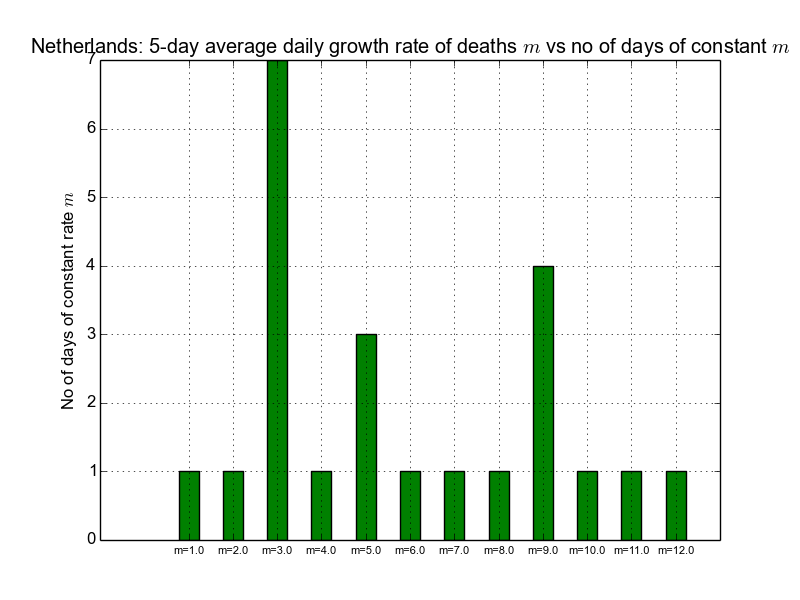 Netherlands: 5-day average daily growth rate of deaths m vs no of days of constant m
7
6
5
4
3
2
1
0
No of days of constant rate m
m=1.0 m=2.0 m=3.0 m=4.0 m=5.0 m=6.0 m=7.0 m=8.0 m=9.0 m=10.0 m=11.0 m=12.0